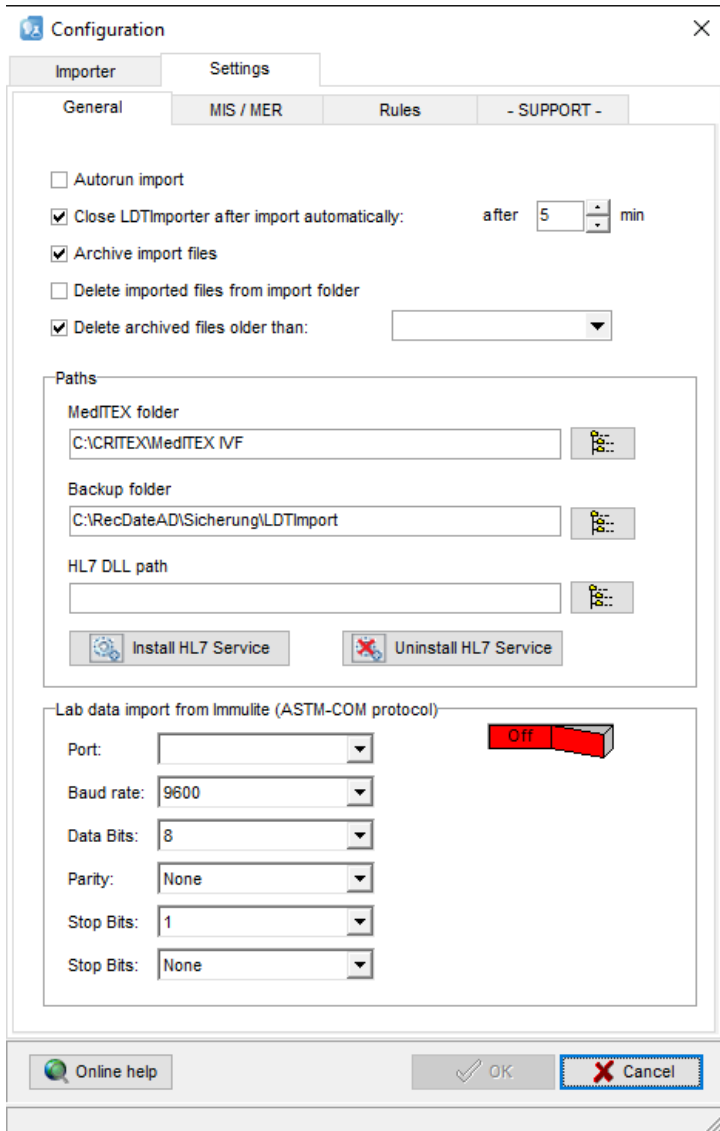 Configuration
Importer Settings
General MIS / MER Rules - SUPPORT -
Autorun import
Close LDTImporter after import automatically: after 5 min
Archive import files
Delete imported files from import folder
Delete archived files older than:
Paths
MedITEX folder
C:\CRITEX\MedITEX IVF
Backup folder
C:\RecDateAD\Sicherung\LDTImport
HL7 DLL path
Install HL7 Service Uninstall HL7 Service
Lab data import from Immulite (ASTM-COM protocol)
Off
Port:
Baud rate: 9600
Data Bits: 8
Parity: None
Stop Bits: 1
Stop Bits: None
Online help OK Cancel